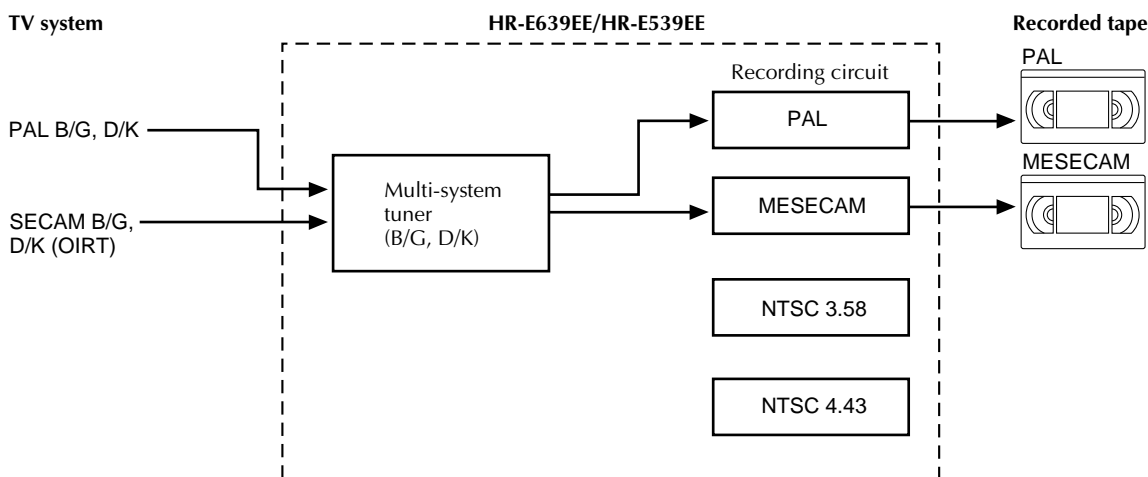 TV system
HR-E639EE/HR-E539EE
Recorded tape
PAL
Recording circuit
PAL B/G, D/K
PAL
MESECAM
Multi-system
tuner
(B/G, D/K)
SECAM B/G,
D/K (OIRT)
MESECAM
NTSC 3.58
NTSC 4.43